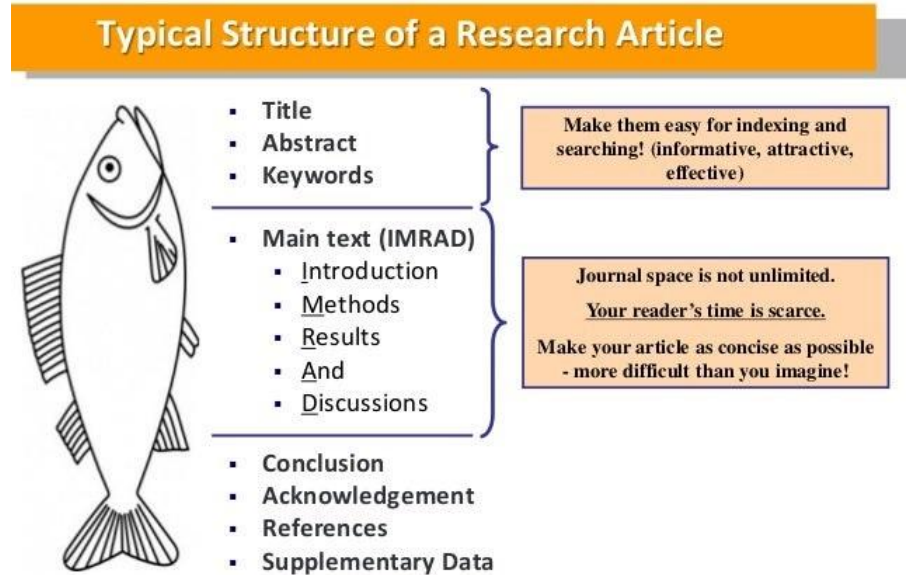 Typical Structure of a Research Article
Title
Abstract
Keywords
Make them easy for indexing and
searching! (informative, attractive,
effective)
Main text (IMRAD)
Introduction
Methods
Results
And
Discussions
Journal space is not unlimited.
Your reader's time is scarce.
Make your article as concise as possible
- more difficult than you imagine!
Conclusion
Acknowledgement
References
Supplementary Data